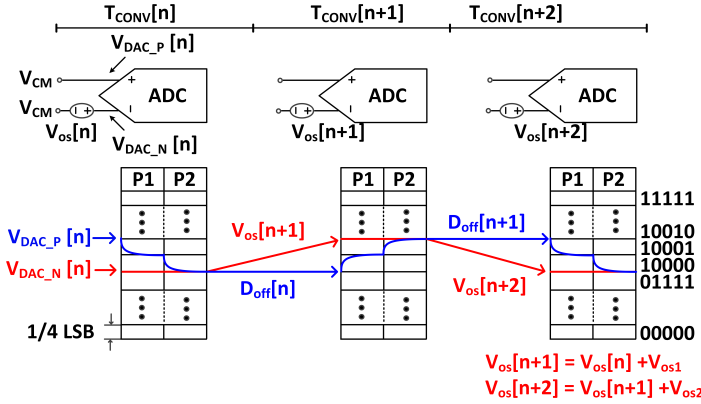 T_CONV[n] T_CONV[n+1] T_CONV[n+2]
V_DAC_P [n]
V_CM + ADC + ADC + ADC
V_CM
V_os[n] V_os[n+1] V_os[n+2]
V_DAC_N [n]
P1 P2 P1 P2 P1 P2
11111
V_DAC_P [n] V_os[n+1] D_off[n+1] 10010
10001
V_DAC_N [n] 10000
D_off[n] V_os[n+2] 01111
1/4 LSB 00000
V_os[n+1] = V_os[n] +V_os1
V_os[n+2] = V_os[n+1] +V_os2